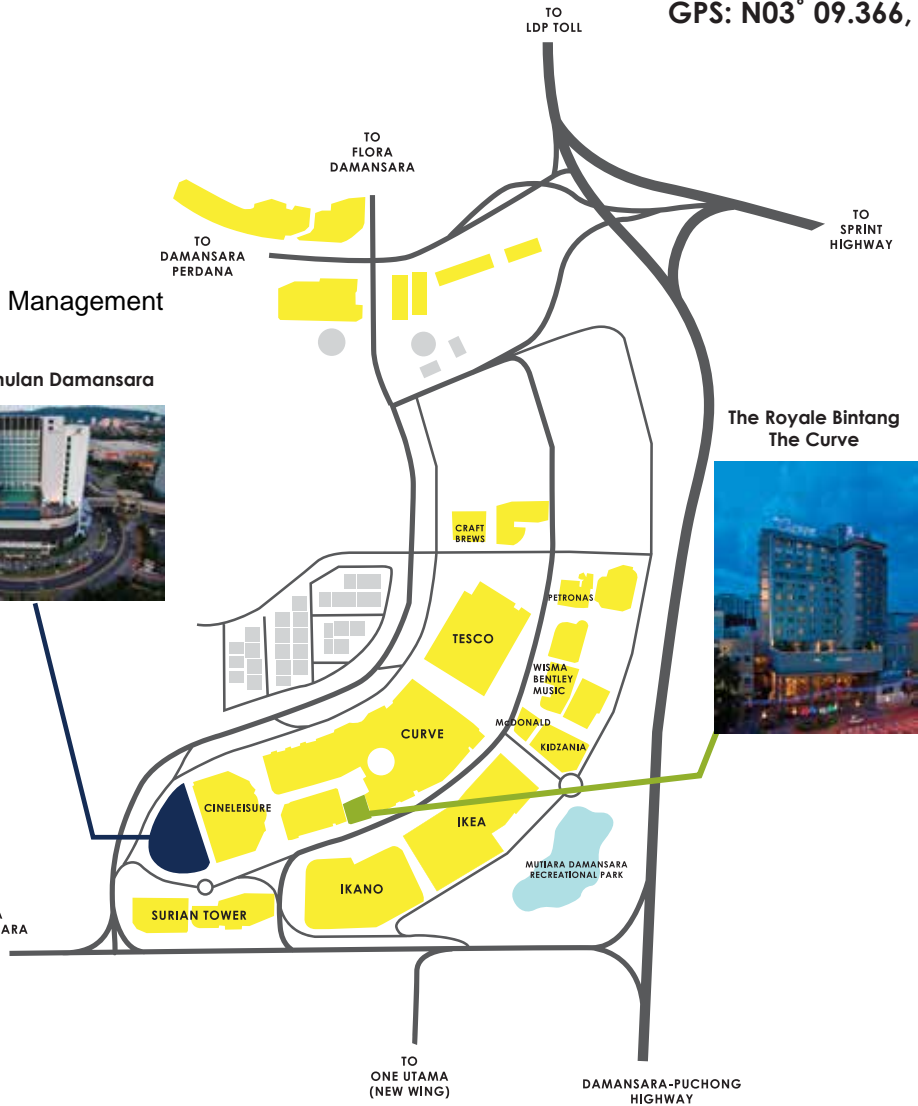 GPS: N03° 09.366,
TO
LDP TOLL
TO
FLORA
DAMANSARA
TO
SPRINT
HIGHWAY
TO
DAMANSARA
PERDANA
Management
Damansara
The Royale Bintang
The Curve
CRAFT
BREWS
PETRONAS
TESCO
WISMA
BENTLEY
MUSIC
McDONALD
CURVE
KIDZANIA
CINELEISURE
IKEA
MUTIARA DAMANSARA
RECREATIONAL PARK
IKANO
SURIAN TOWER
TO
ONE UTAMA
(NEW WING)
DAMANSARA-PUCHONG
HIGHWAY